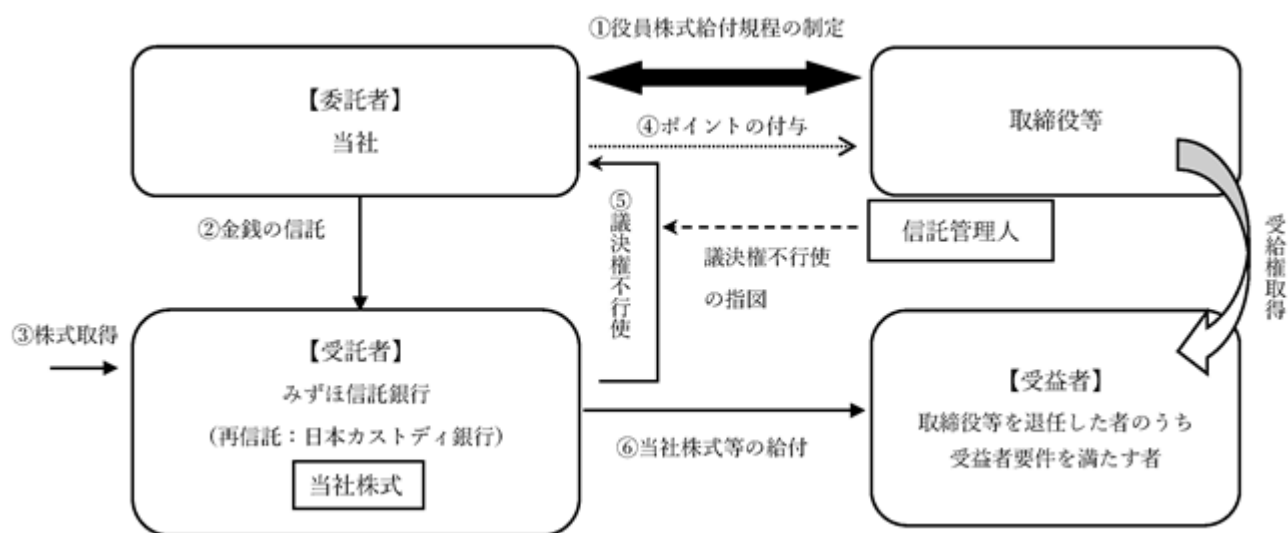 ①役員株式給付規程の制定
【委託者】
当社
取締役等
④ポイントの付与
②金銭の信託
⑤議決権不行使
信託管理人
議決権不行使
の指図
受給権取得
③株式取得
【受託者】
みずほ信託銀行
（再信託：日本カストディ銀行）
当社株式
⑥当社株式等の給付
【受益者】
取締役等を退任した者のうち
受益者要件を満たす者